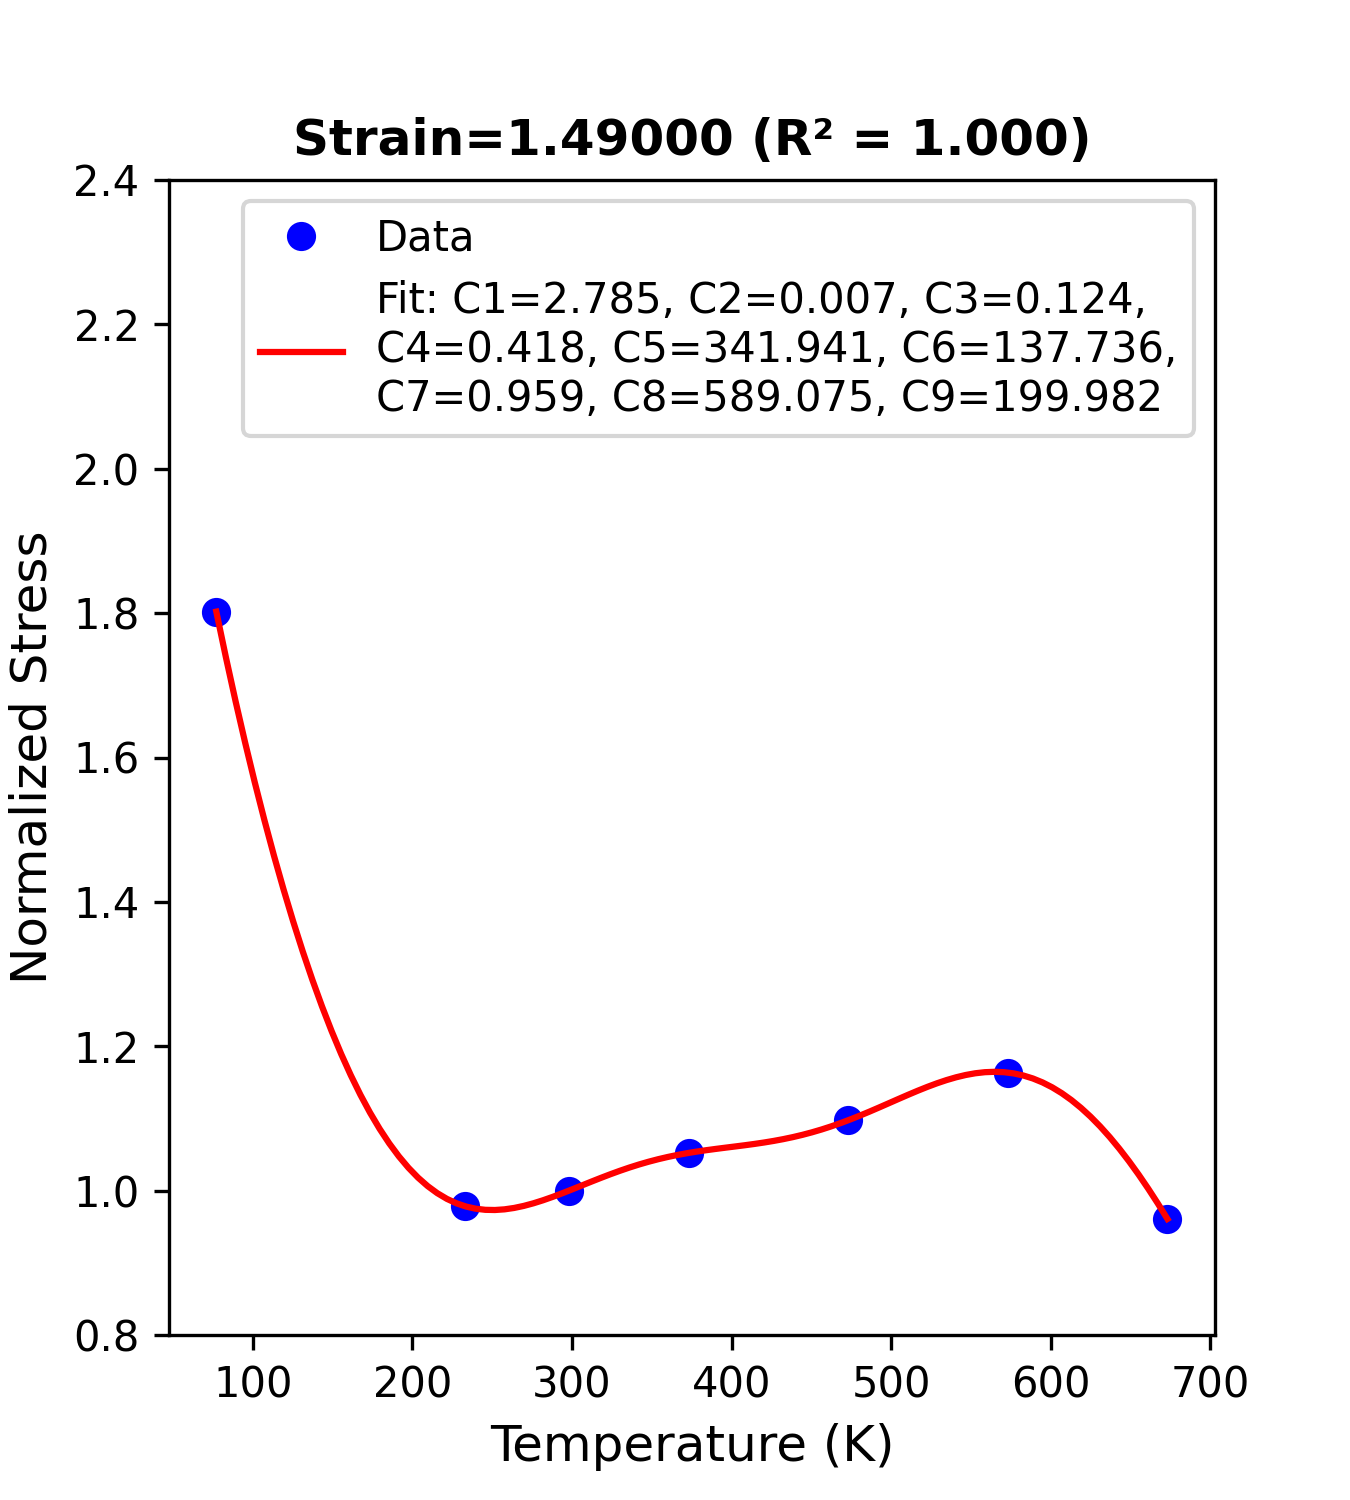 Strain=1.49000 (R² = 1.000)
2.4
2.2
2.0
1.8
1.6
1.4
1.2
1.0
0.8
Normalized Stress
Data
Fit: C1=2.785, C2=0.007, C3=0.124,
C4=0.418, C5=341.941, C6=137.736,
C7=0.959, C8=589.075, C9=199.982
100 200 300 400 500 600 700
Temperature (K)